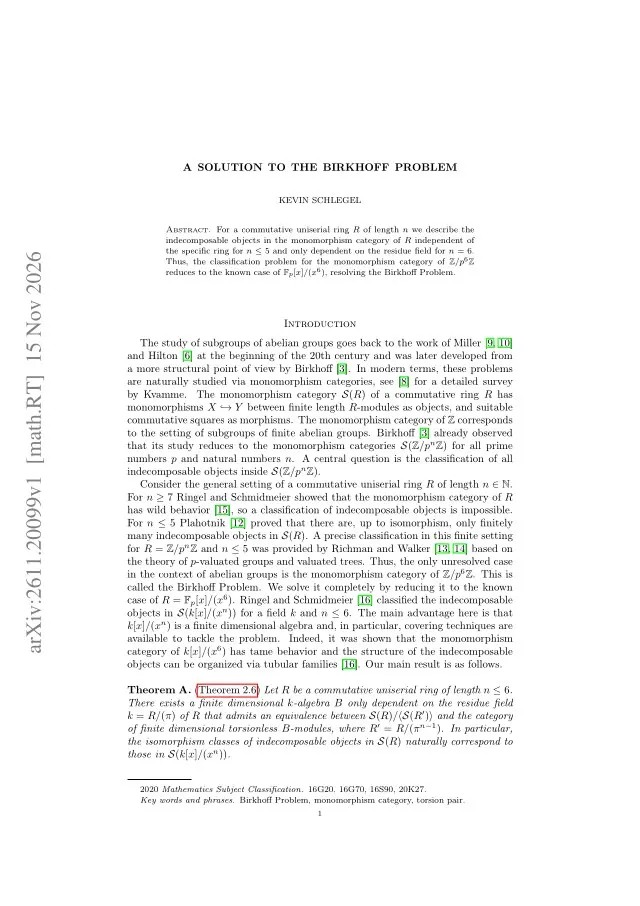 A SOLUTION TO THE BIRKHOFF PROBLEM
KEVIN SCHLEGEL
Abstract. For a commutative uniserial ring R of length n we describe the
indecomposable objects in the monomorphism category of R independent of
the specific ring for n ≤ 5 and only dependent on the residue field for n = 6.
Thus, the classification problem for the monomorphism category of ℤ/p⁶ℤ
reduces to the known case of 𝔽ₚ[x]/(x⁶), resolving the Birkhoff Problem.
Introduction
The study of subgroups of abelian groups goes back to the work of Miller [9, 10]
and Hilton [6] at the beginning of the 20th century and was later developed from
a more structural point of view by Birkhoff [3]. In modern terms, these problems
are naturally studied via monomorphism categories, see [8] for a detailed survey
by Kvamme. The monomorphism category 𝒮(R) of a commutative ring R has
monomorphisms X ↪ Y between finite length R-modules as objects, and suitable
commutative squares as morphisms. The monomorphism category of ℤ corresponds
to the setting of subgroups of finite abelian groups. Birkhoff [3] already observed
that its study reduces to the monomorphism categories 𝒮(ℤ/pⁿℤ) for all prime
numbers p and natural numbers n. A central question is the classification of all
indecomposable objects inside 𝒮(ℤ/pⁿℤ).
Consider the general setting of a commutative uniserial ring R of length n ∈ ℕ.
For n ≥ 7 Ringel and Schmidmeier showed that the monomorphism category of R
has wild behavior [15], so a classification of indecomposable objects is impossible.
For n ≤ 5 Plahotnik [12] proved that there are, up to isomorphism, only finitely
many indecomposable objects in 𝒮(R). A precise classification in this finite setting
for R = ℤ/pⁿℤ and n ≤ 5 was provided by Richman and Walker [13, 14] based on
the theory of p-valuated groups and valuated trees. Thus, the only unresolved case
in the context of abelian groups is the monomorphism category of ℤ/p⁶ℤ. This is
called the Birkhoff Problem. We solve it completely by reducing it to the known
case of R = 𝔽ₚ[x]/(x⁶). Ringel and Schmidmeier [16] classified the indecomposable
objects in 𝒮(k[x]/(xⁿ)) for a field k and n ≤ 6. The main advantage here is that
k[x]/(xⁿ) is a finite dimensional algebra and, in particular, covering techniques are
available to tackle the problem. Indeed, it was shown that the monomorphism
category of k[x]/(x⁶) has tame behavior and the structure of the indecomposable
objects can be organized via tubular families [16]. Our main result is as follows.
Theorem A. (Theorem 2.6) Let R be a commutative uniserial ring of length n ≤ 6.
There exists a finite dimensional k-algebra B only dependent on the residue field
k = R/(π) of R that admits an equivalence between 𝒮(R)/⟨𝒮(R′)⟩ and the category
of finite dimensional torsionless B-modules, where R′ = R/(πⁿ⁻¹). In particular,
the isomorphism classes of indecomposable objects in 𝒮(R) naturally correspond to
those in 𝒮(k[x]/(xⁿ)).
2020 Mathematics Subject Classification. 16G20, 16G70, 16S90, 20K27.
Key words and phrases. Birkhoff Problem, monomorphism category, torsion pair.
1
arXiv:2611.20099v1 [math.RT] 15 Nov 2026